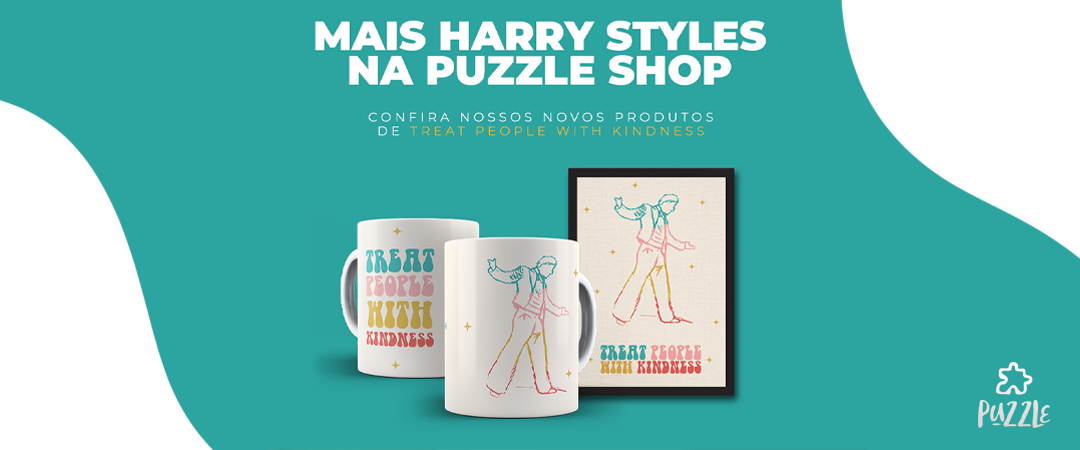 MAIS HARRY STYLES
NA PUZZLE SHOP
CONFIRA NOSSOS NOVOS PRODUTOS
DE TREAT PEOPLE WITH KINDNESS
TREAT
PEOPLE
WITH
KINDNESS
TREAT PEOPLE
WITH KINDNESS
PUZZLE